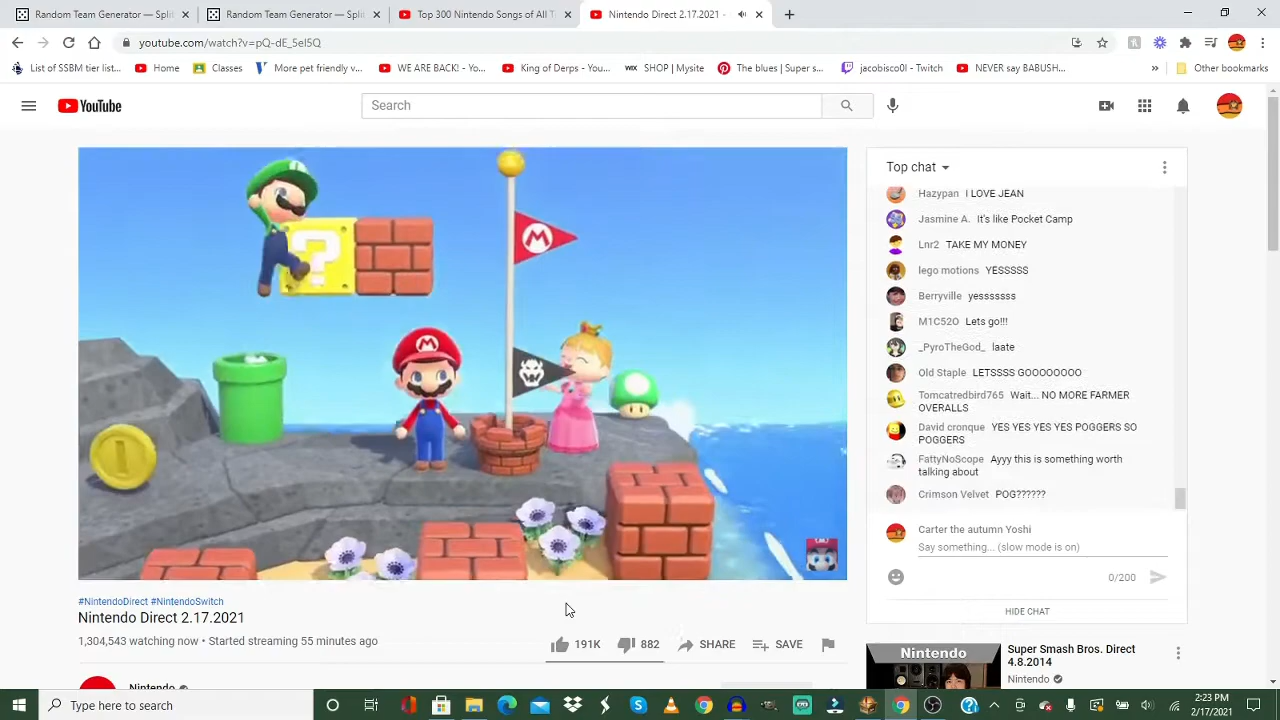 Random Team Generator — Split
Random Team Generator — Split
Top 300 Nintendo Songs of All T
Nintendo Direct 2.17.2021 -
youtube.com/watch?v=pQ-dE_5eI5Q
List of SSBM tier list...
Home
Classes
More pet friendly v...
WE ARE BACK! - Yo...
King of Derps - You...
WIX SHOP | Mysite
The blues | Super s...
jacobisco0l - Twitch
NEVER say BABUSH...
»
Other bookmarks
YouTube
Search
Top chat
Hazypan I LOVE JEAN
Jasmine A. It's like Pocket Camp
Lnr2 TAKE MY MONEY
lego motions YESSSSS
Berryville yesssssss
M1C52O Lets go!!!
_PyroTheGod_ laate
Old Staple LETSSSS GOOOOOOOO
Tomcatredbird765 Wait... NO MORE FARMER
OVERALLS
David cronque YES YES YES YES POGGERS SO
POGGERS
FattyNoScope Ayyy this is something worth
talking about
Crimson Velvet POG??????
Carter the autumn Yoshi
Say something... (slow mode is on)
0/200
HIDE CHAT
M
?
M
#NintendoDirect #NintendoSwitch
Nintendo Direct 2.17.2021
1,304,543 watching now • Started streaming 55 minutes ago
191K
882
SHARE
SAVE
Nintendo
Nintendo
Super Smash Bros. Direct
4.8.2014
Nintendo
Type here to search
2:23 PM
2/17/2021